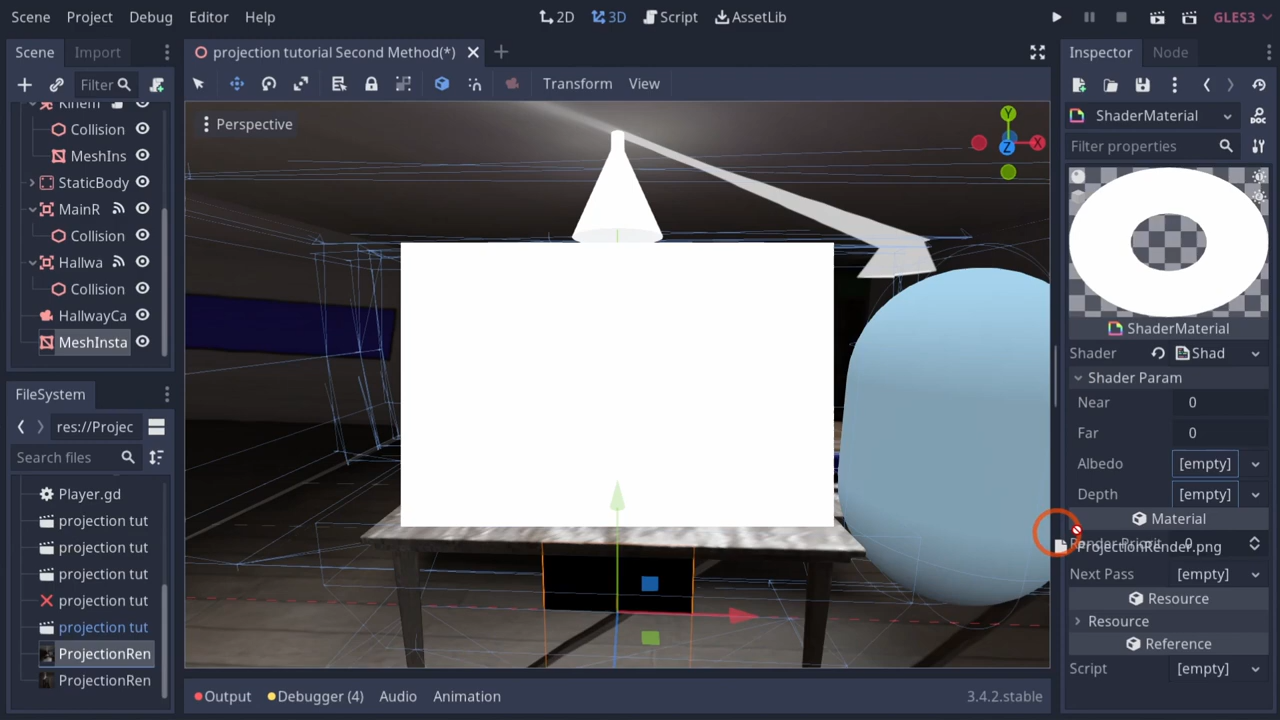 Scene Project Debug Editor Help
2D 3D Script AssetLib
GLES3
Scene Import
projection tutorial Second Method(*)
Inspector Node
Filter
Transform View
Kinem
Collision
MeshIns
StaticBody
MainR
Collision
Hallwa
Collision
HallwayCa
MeshInsta
FileSystem
res://Projec
Search files
Player.gd
projection tut
projection tut
projection tut
projection tut
projection tut
ProjectionRen
ProjectionRen
Perspective
Y
X
Z
Output Debugger (4) Audio Animation 3.4.2.stable
ShaderMaterial
Filter properties
ShaderMaterial
Shader Shad
Shader Param
Near 0
Far 0
Albedo [empty]
Depth [empty]
Material
0
ProjectionRender.png
Next Pass [empty]
Resource
Resource
Reference
Script [empty]